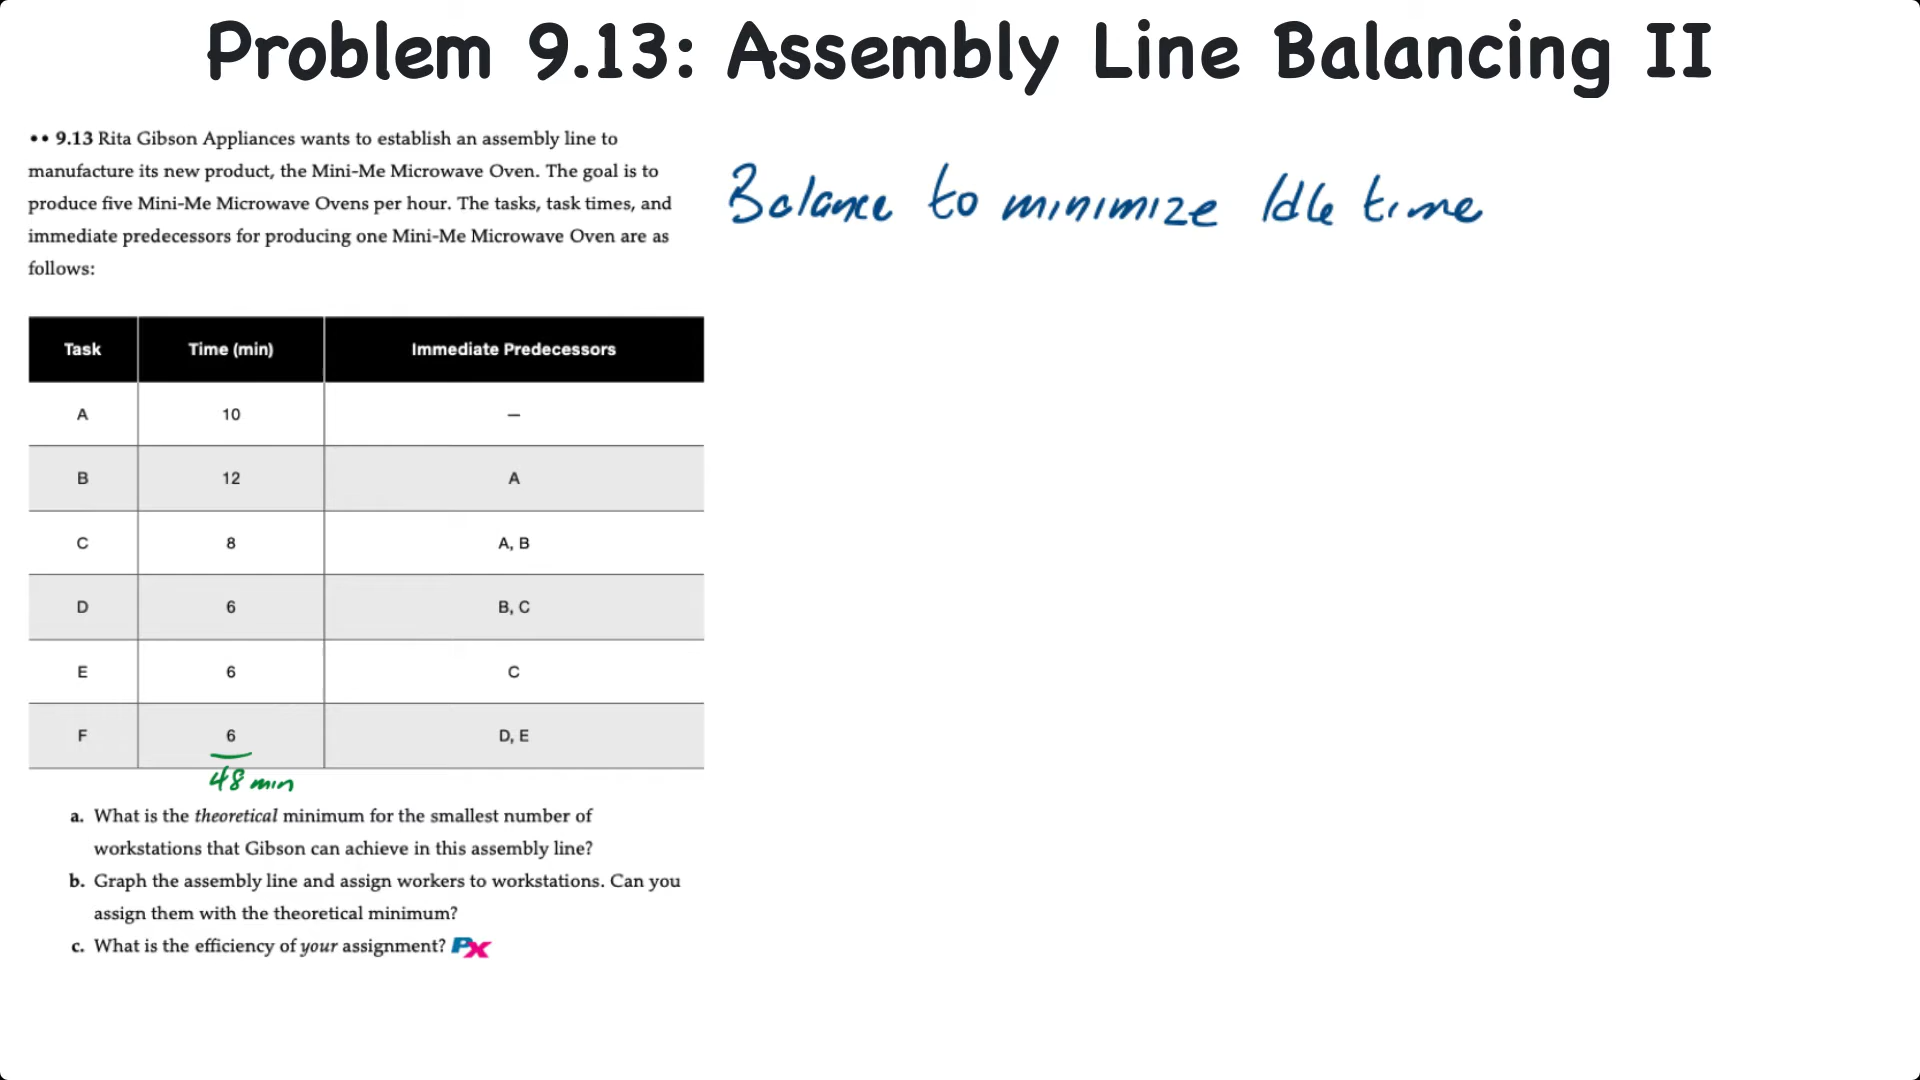 Problem 9.13: Assembly Line Balancing II
•• 9.13 Rita Gibson Appliances wants to establish an assembly line to
manufacture its new product, the Mini-Me Microwave Oven. The goal is to
produce five Mini-Me Microwave Ovens per hour. The tasks, task times, and
immediate predecessors for producing one Mini-Me Microwave Oven are as
follows:
Balance to minimize Idle time
Task Time (min) Immediate Predecessors
A 10 —
B 12 A
C 8 A, B
D 6 B, C
E 6 C
F 6 D, E
48 min
a. What is the theoretical minimum for the smallest number of
workstations that Gibson can achieve in this assembly line?
b. Graph the assembly line and assign workers to workstations. Can you
assign them with the theoretical minimum?
c. What is the efficiency of your assignment? PX